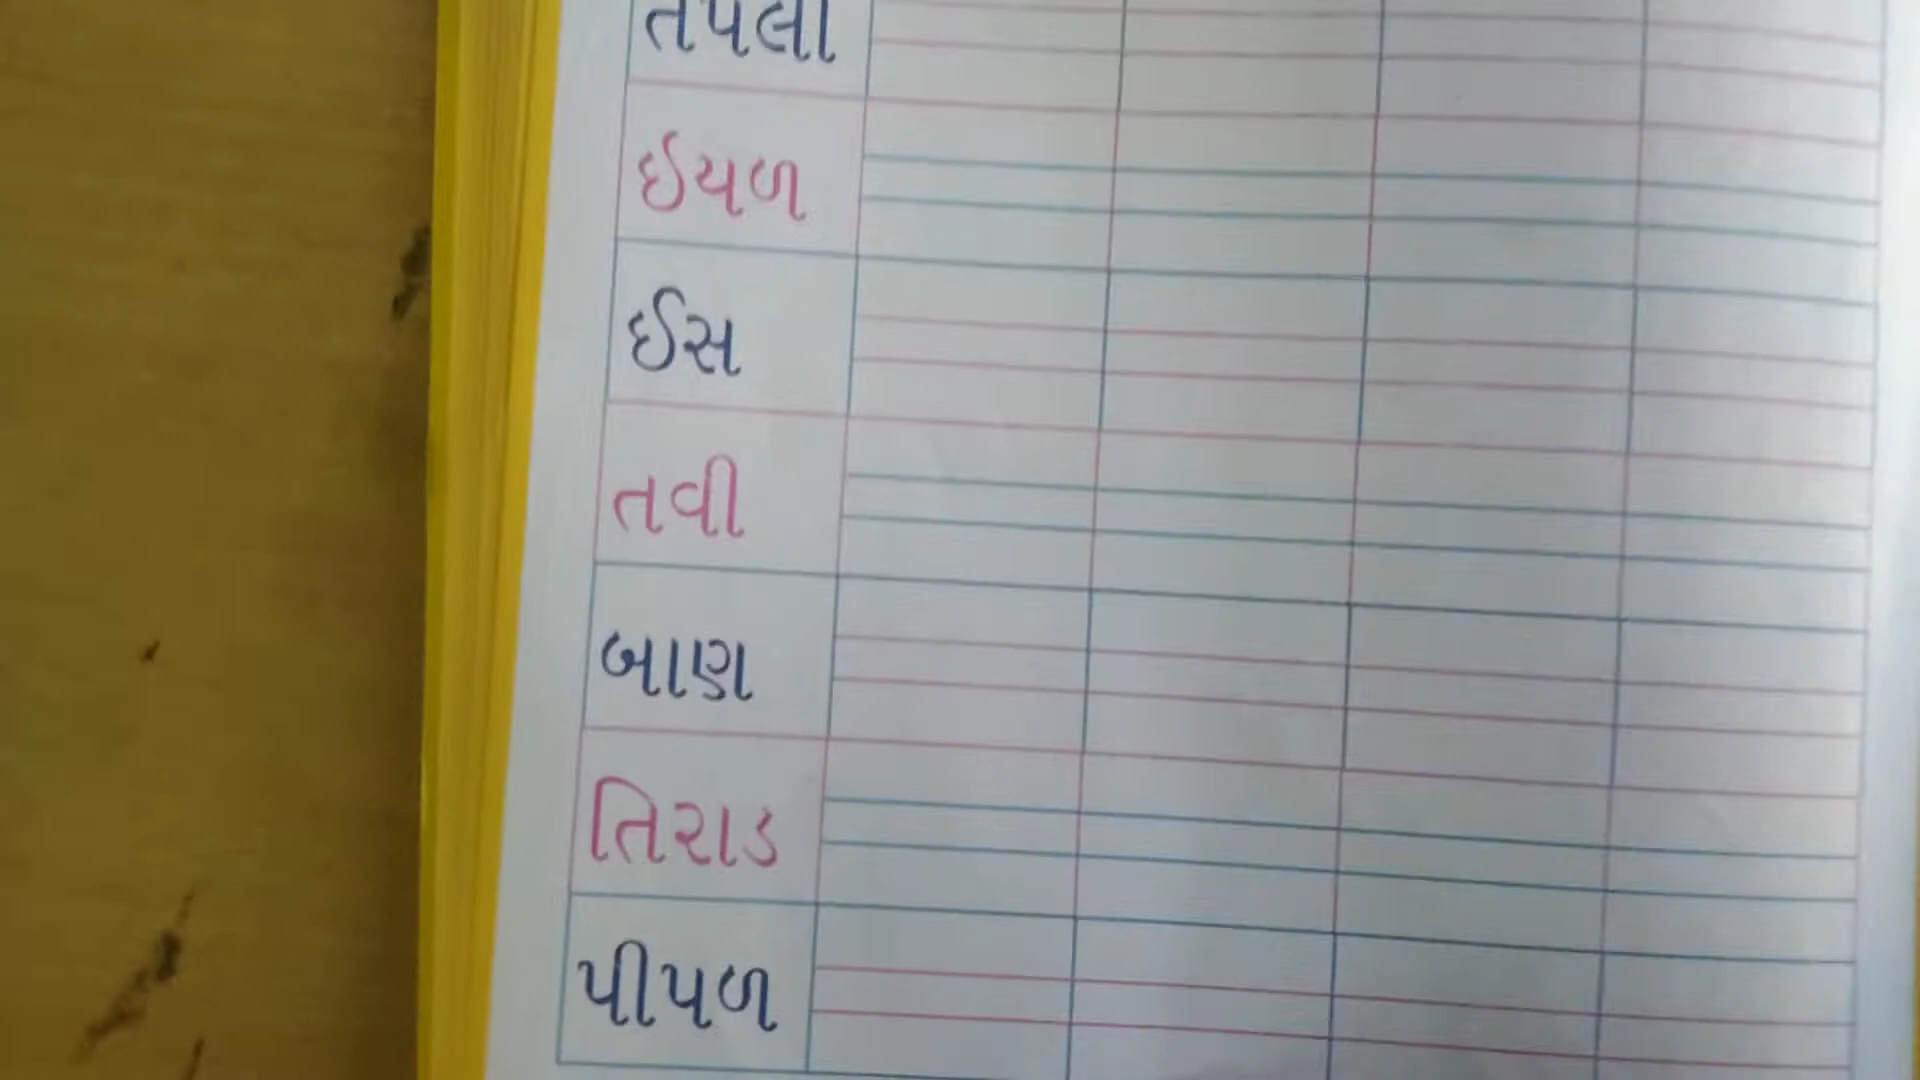 તપેલી
ઈયળ
ઈસ
તવી
બાણ
તિરાડ
પીપળ